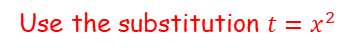 Use the substitution t = x²